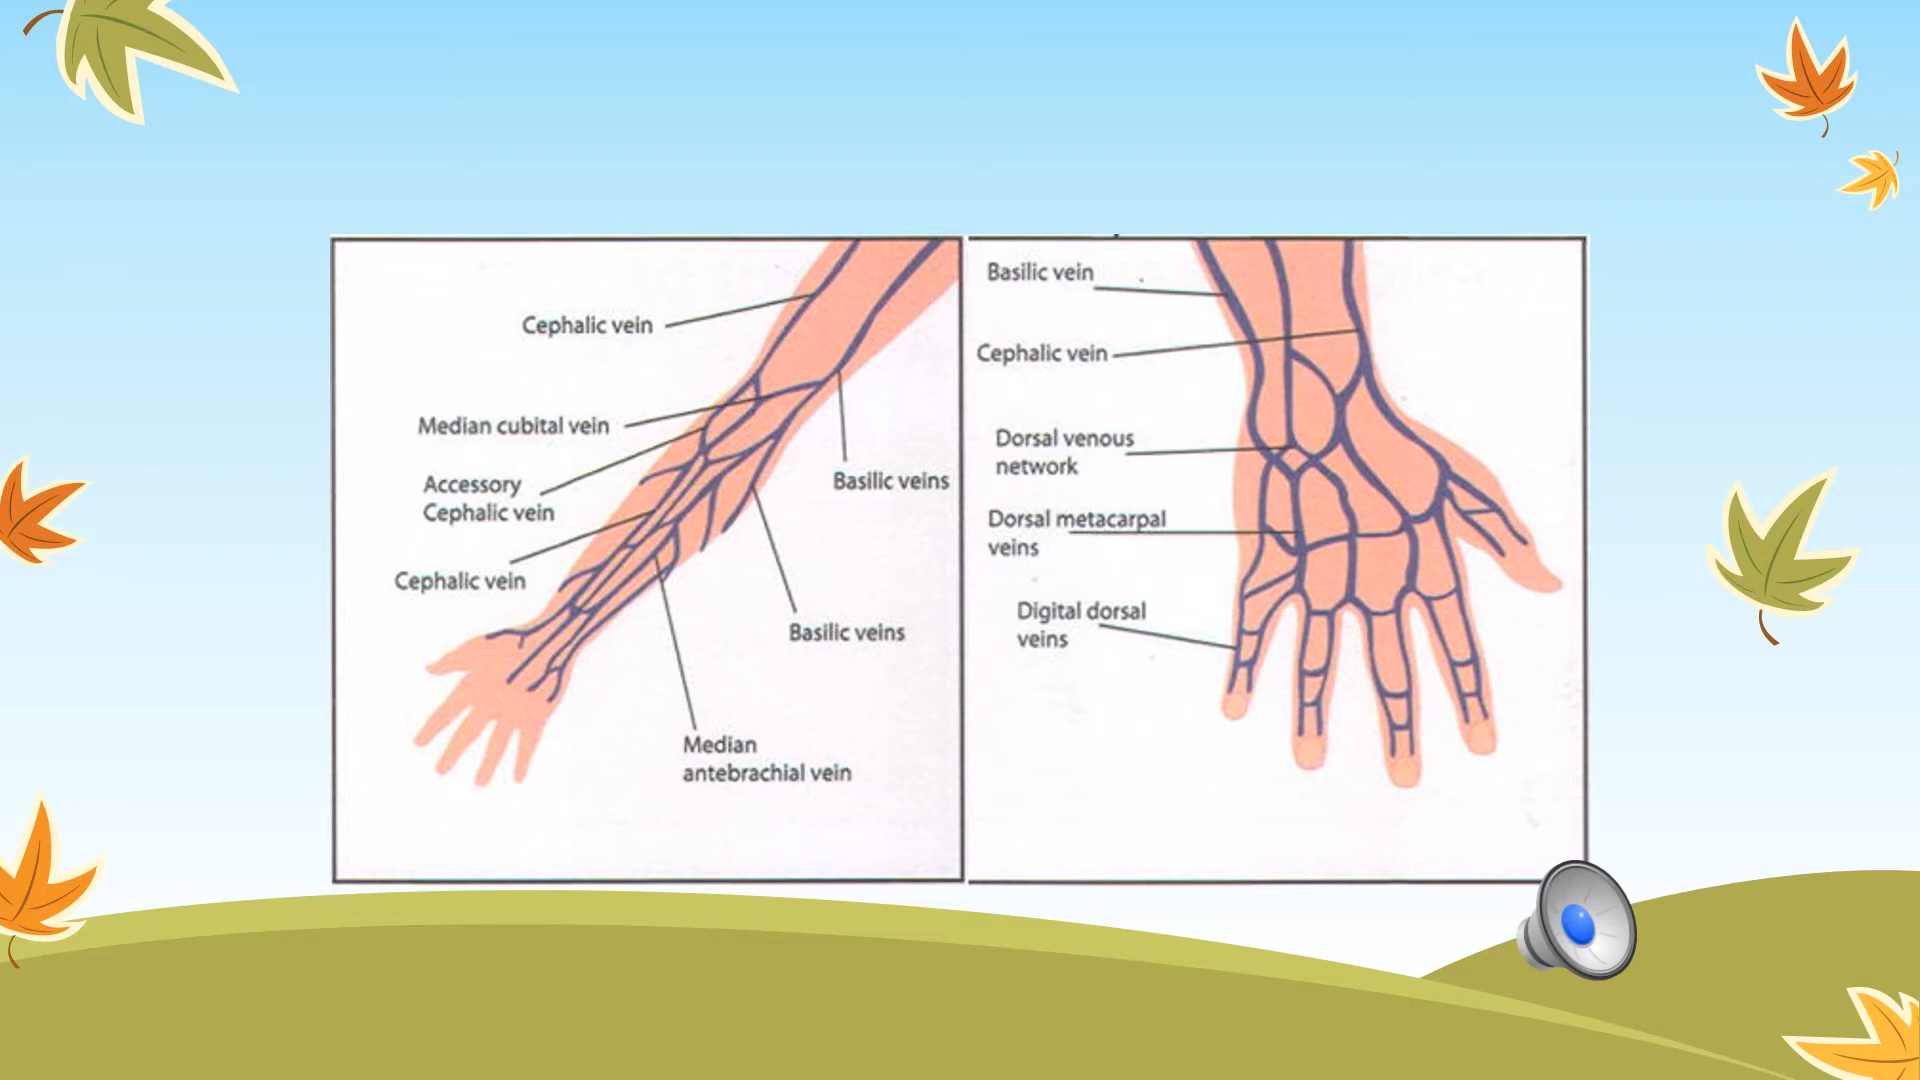 Cephalic vein
Median cubital vein
Accessory
Cephalic vein
Basilic veins
Cephalic vein
Basilic veins
Median
antebrachial vein
Basilic vein
Cephalic vein
Dorsal venous
network
Dorsal metacarpal
veins
Digital dorsal
veins